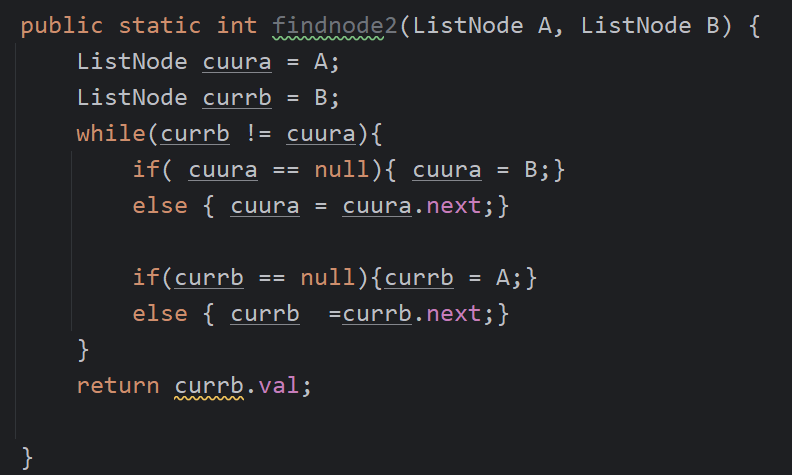 public static int findnode2(ListNode A, ListNode B) {
    ListNode cuura = A;
    ListNode currb = B;
    while(currb != cuura){
        if( cuura == null){ cuura = B;}
        else { cuura = cuura.next;}

        if(currb == null){currb = A;}
        else { currb  =currb.next;}
    }
    return currb.val;

}